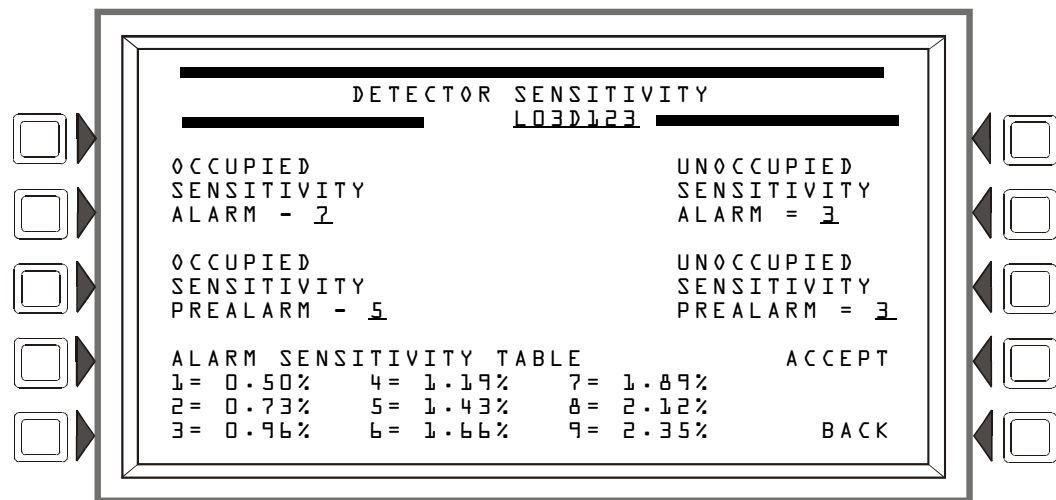 DETECTOR SENSITIVITY
L03D123
OCCUPIED
SENSITIVITY
ALARM - 7
UNOCCUPIED
SENSITIVITY
ALARM = 3
OCCUPIED
SENSITIVITY
PREALARM - 5
UNOCCUPIED
SENSITIVITY
PREALARM = 3
ALARM SENSITIVITY TABLE
ACCEPT
1= 0.50% 4= 1.19% 7= 1.89%
2= 0.73% 5= 1.43% 8= 2.12%
3= 0.96% 6= 1.66% 9= 2.35%
BACK